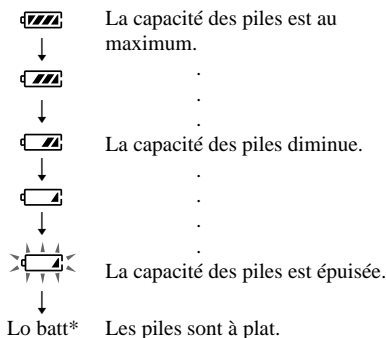 La capacité des piles est au
maximum.
.
.
.
La capacité des piles diminue.
.
.
.
.
La capacité des piles est épuisée.
Lo batt* Les piles sont à plat.